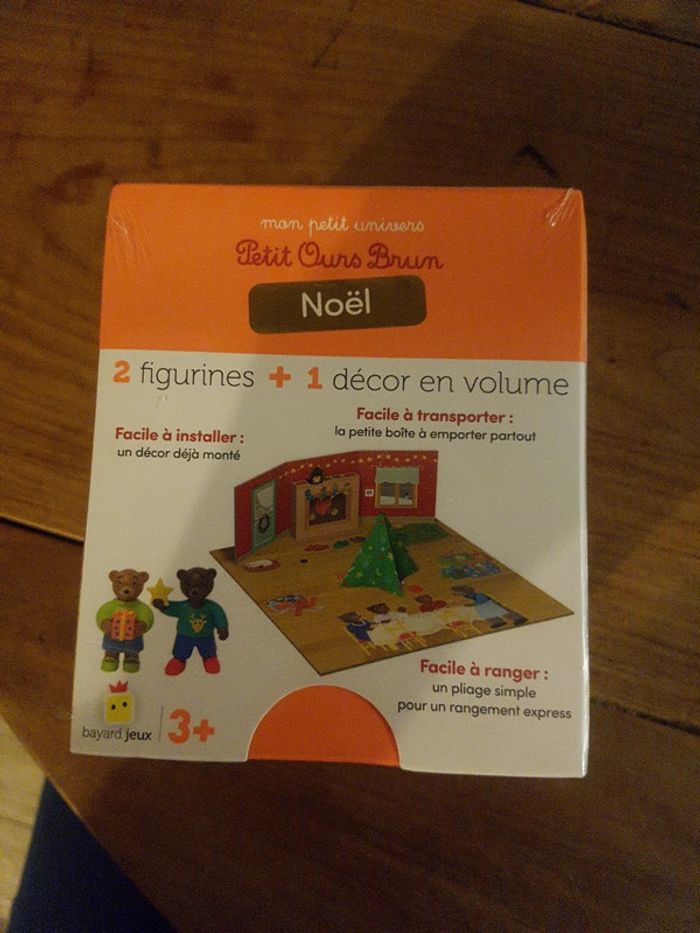 mon petit univers
Petit Ours Brun
Noël
2 figurines + 1 décor en volume
Facile à installer :
un décor déjà monté
Facile à transporter :
la petite boîte à emporter partout
Facile à ranger :
un pliage simple
pour un rangement express
bayard jeux
3+